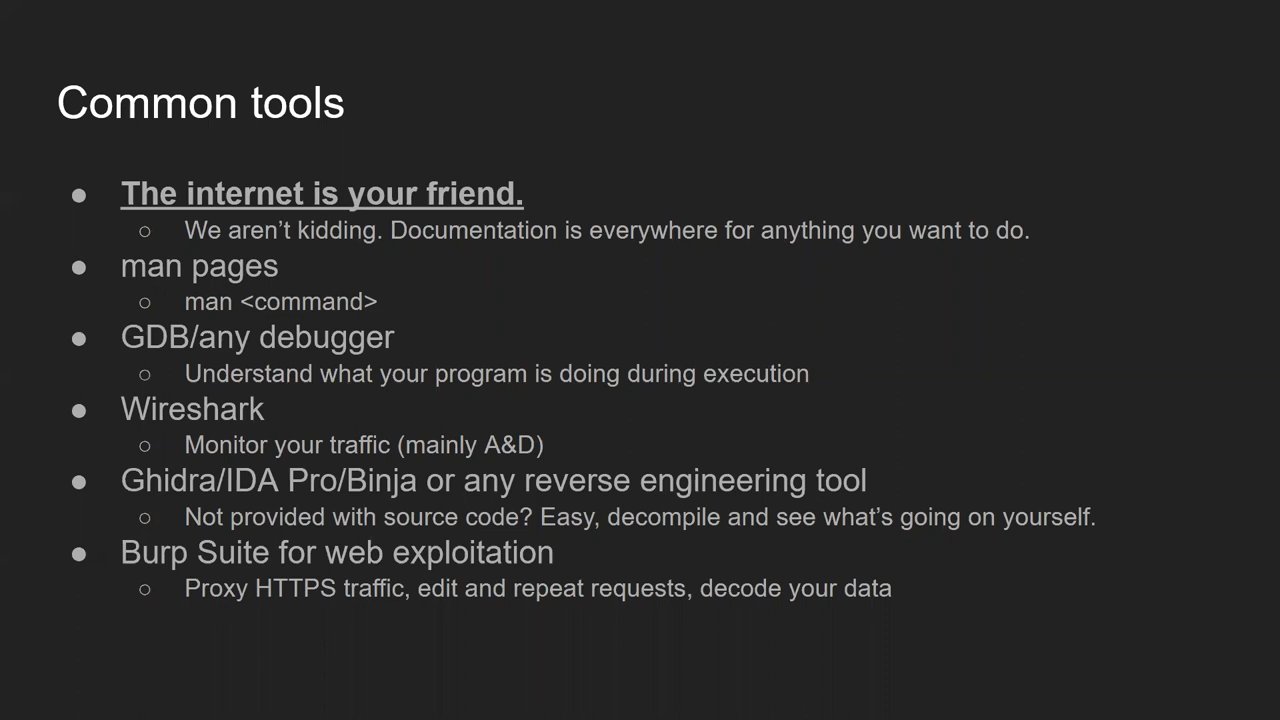 Common tools
● The internet is your friend.
○ We aren’t kidding. Documentation is everywhere for anything you want to do.
● man pages
○ man <command>
● GDB/any debugger
○ Understand what your program is doing during execution
● Wireshark
○ Monitor your traffic (mainly A&D)
● Ghidra/IDA Pro/Binja or any reverse engineering tool
○ Not provided with source code? Easy, decompile and see what’s going on yourself.
● Burp Suite for web exploitation
○ Proxy HTTPS traffic, edit and repeat requests, decode your data